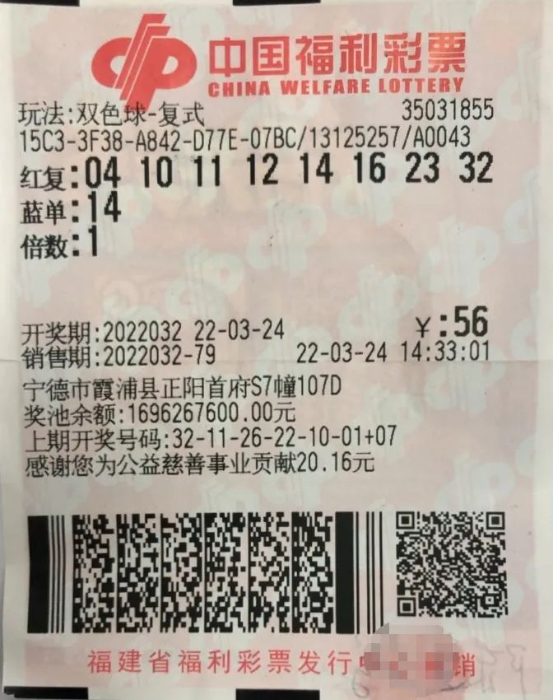 中国福利彩票
CHINA WELFARE LOTTERY
玩法:双色球-复式 35031855
15C3-3F38-A842-D77E-07BC/13125257/A0043
红复:04 10 11 12 14 16 23 32
蓝单:14
倍数:1
开奖期:2022032 22-03-24 ¥:56
销售期:2022032-79 22-03-24 14:33:01
宁德市霞浦县正阳首府S7幢107D
奖池余额:1696267600.00元
上期开奖号码:32-11-26-22-10-01+07
感谢您为公益慈善事业贡献20.16元
福建省福利彩票发行中 销